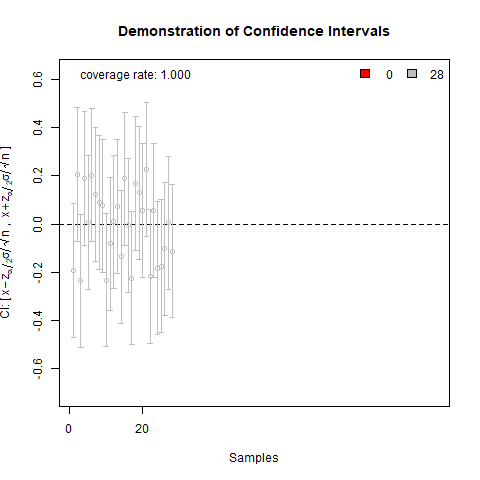 Demonstration of Confidence Intervals
coverage rate: 1.000
0
28
CI: [ x−zα/2σ/√n , x+zα/2σ/√n ]
0.6
0.4
0.2
0.0
-0.2
-0.4
-0.6
0
20
Samples